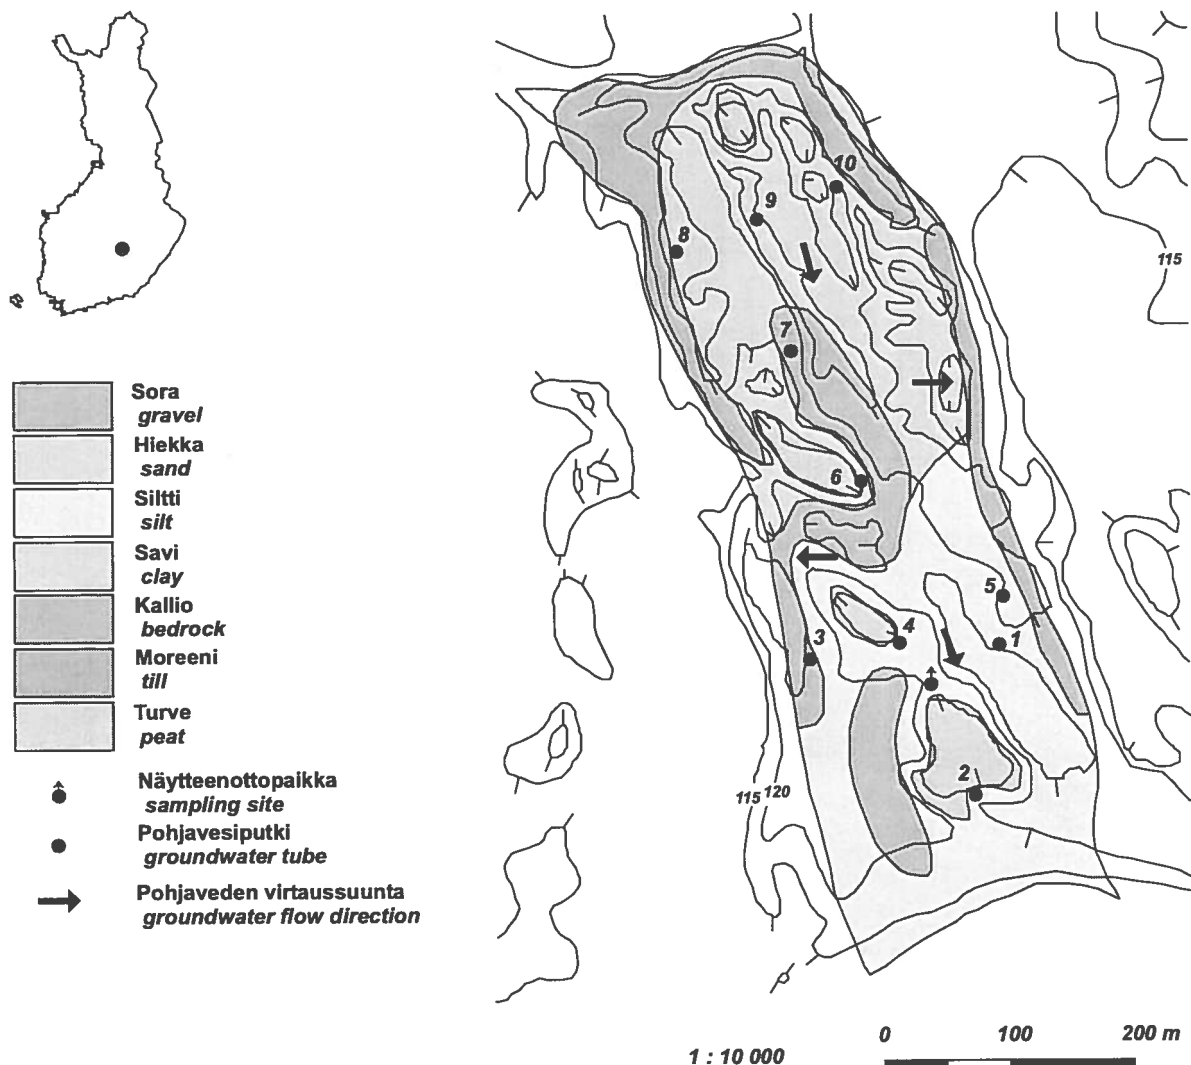 Sora
gravel
Hiekka
sand
Siltti
silt
Savi
clay
Kallio
bedrock
Moreeni
till
Turve
peat
Näytteenottopaikka
sampling site
Pohjavesiputki
groundwater tube
Pohjaveden virtaussuunta
groundwater flow direction
10
9
8
115
7
6
5
4
3
1
2
115 120
0 100 200 m
1 : 10 000